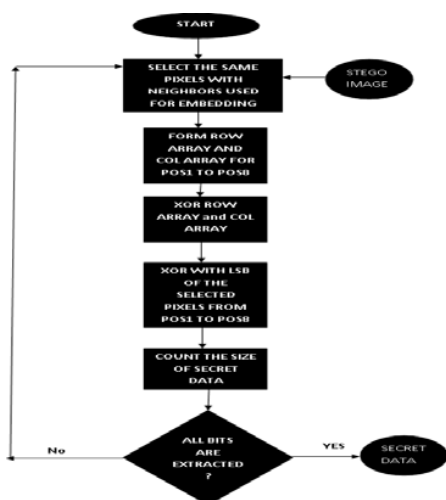 START
SELECT THE SAME
PIXELS WITH
NEIGHBORS USED
FOR EMBEDDING
STEGO
IMAGE
FORM ROW
ARRAY AND
COL ARRAY FOR
POS1 TO POS8
XOR ROW
ARRAY and COL
ARRAY
XOR WITH LSB
OF THE
SELECTED
PIXELS FROM
POS1 TO POS8
COUNT THE SIZE
OF SECRET
DATA
ALL BITS
ARE
EXTRACTED
?
No
YES
SECRET
DATA